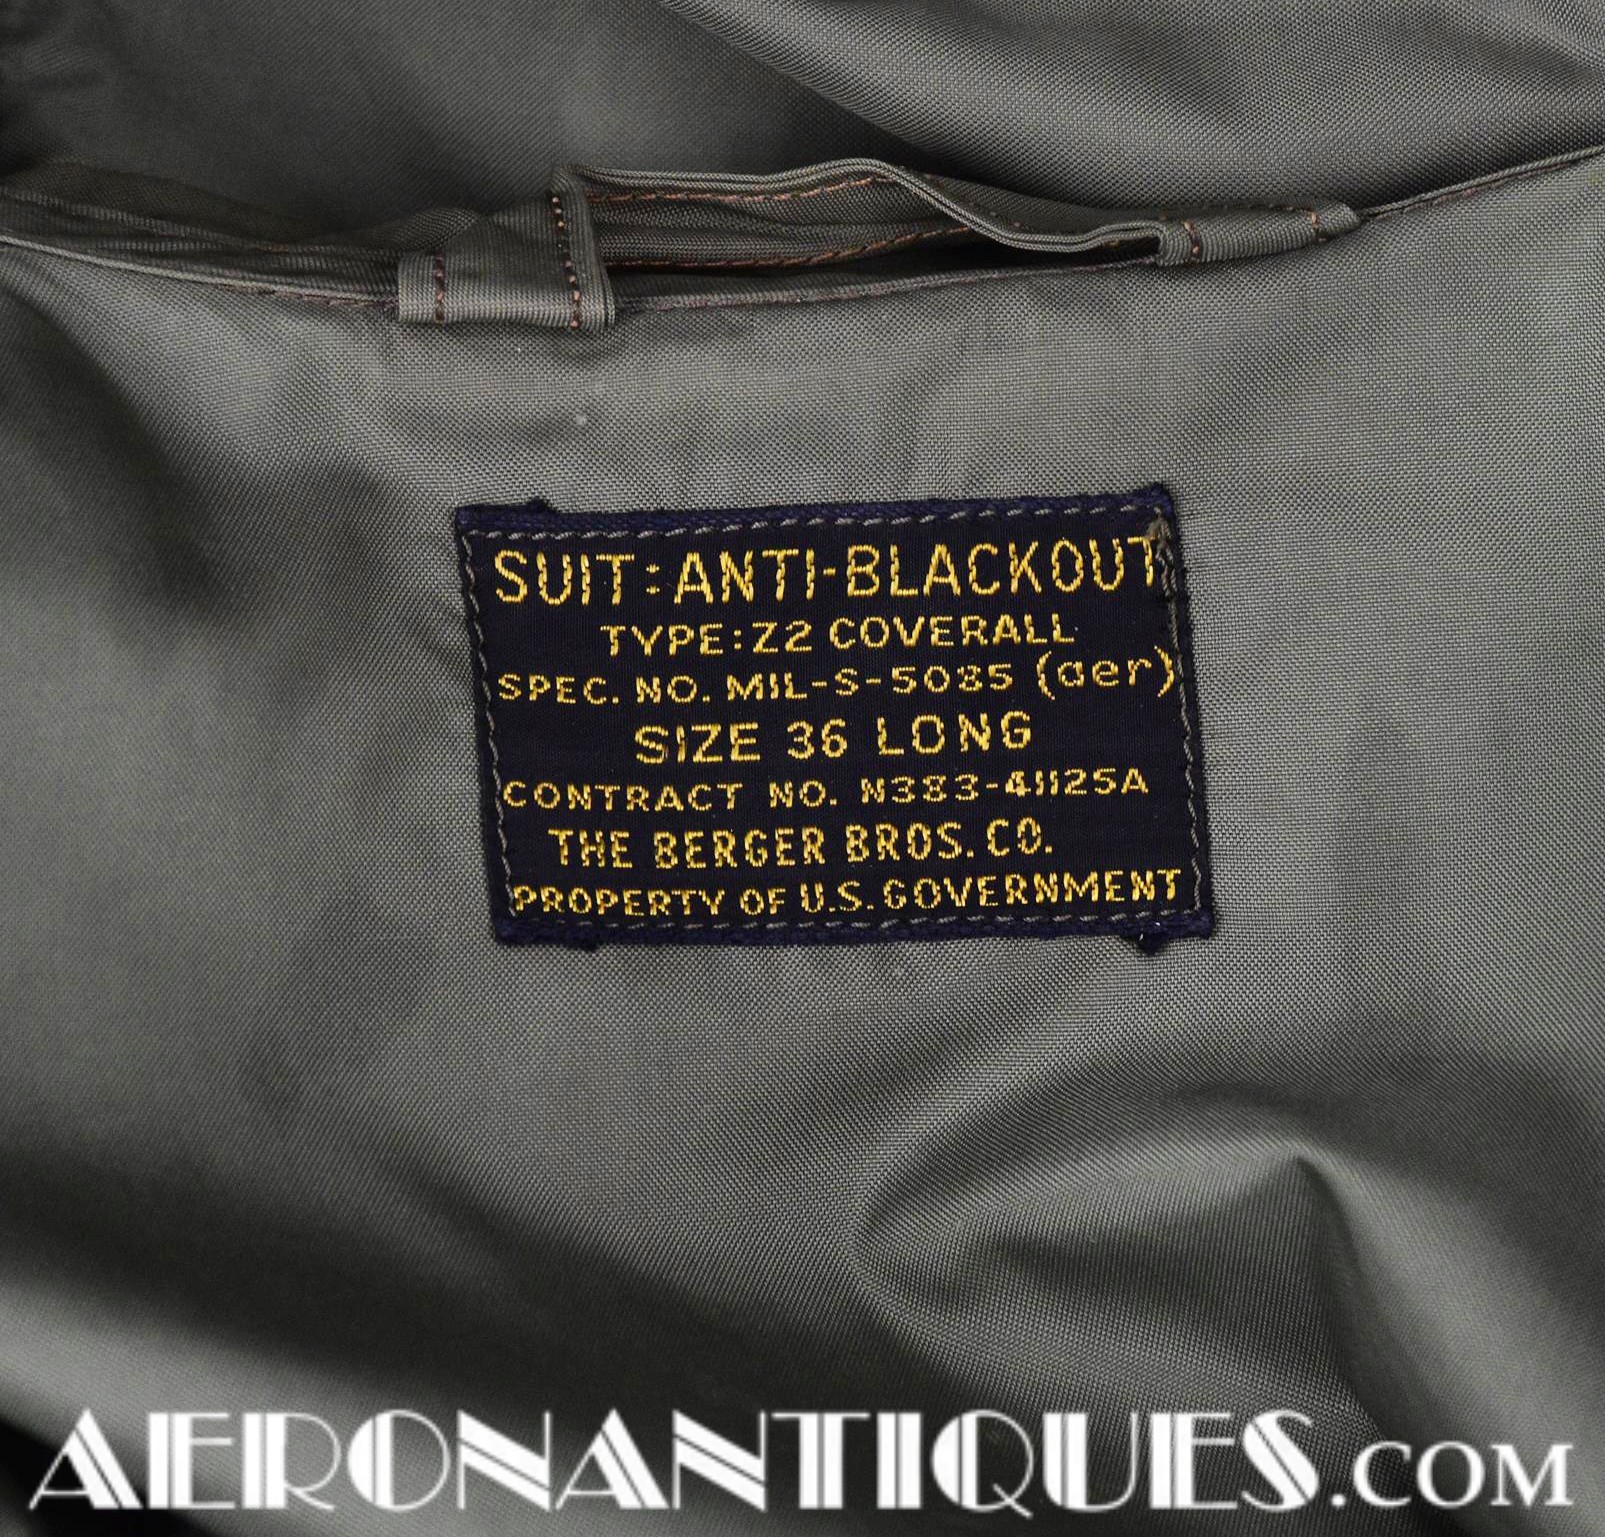 SUIT: ANTI-BLACKOUT
TYPE: Z2 COVERALL
SPEC. NO. MIL-S-5085 (aer)
SIZE 36 LONG
CONTRACT NO. N383-41125A
THE BERGER BROS. CO.
PROPERTY OF U.S. GOVERNMENT
AERONANTIQUES.COM